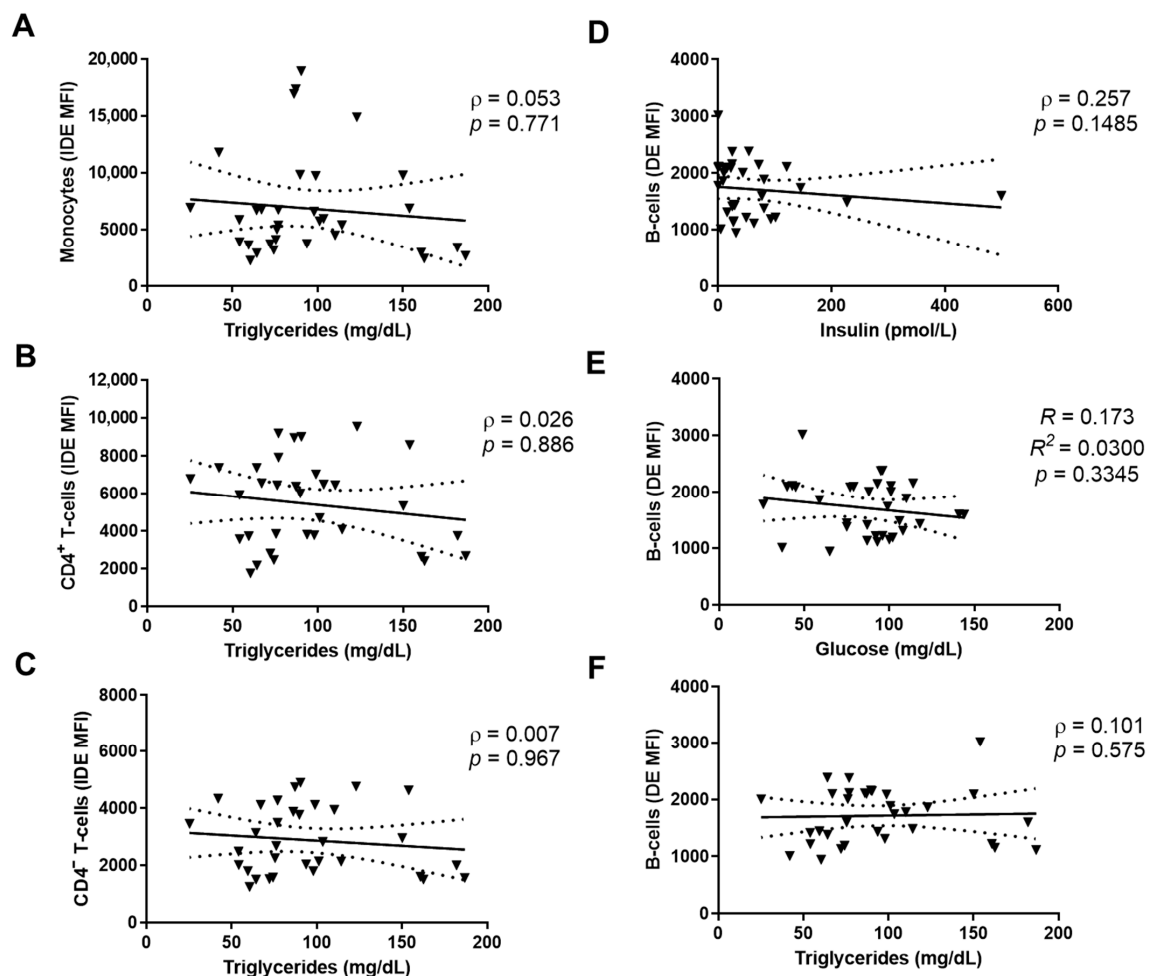 A
20,000
15,000
10,000
5000
0
Monocytes (IDE MFI)
0 50 100 150 200
Triglycerides (mg/dL)
ρ = 0.053
p = 0.771
B
12,000
10,000
8000
6000
4000
2000
0
CD4+ T-cells (IDE MFI)
0 50 100 150 200
Triglycerides (mg/dL)
ρ = 0.026
p = 0.886
C
8000
6000
4000
2000
0
CD4- T-cells (IDE MFI)
0 50 100 150 200
Triglycerides (mg/dL)
ρ = 0.007
p = 0.967
D
4000
3000
2000
1000
0
B-cells (DE MFI)
0 200 400 600
Insulin (pmol/L)
ρ = 0.257
p = 0.1485
E
4000
3000
2000
1000
0
B-cells (DE MFI)
0 50 100 150 200
Glucose (mg/dL)
R = 0.173
R² = 0.0300
p = 0.3345
F
4000
3000
2000
1000
0
B-cells (DE MFI)
0 50 100 150 200
Triglycerides (mg/dL)
ρ = 0.101
p = 0.575